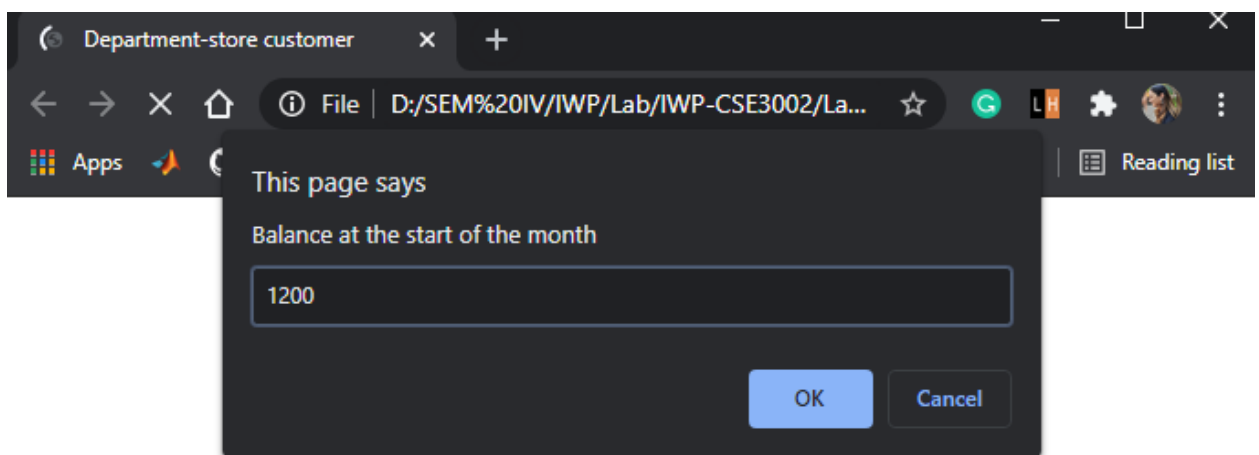 Department-store customer
File | D:/SEM%20IV/IWP/Lab/IWP-CSE3002/La...
LH
Apps
Reading list
This page says
Balance at the start of the month
1200
OK Cancel